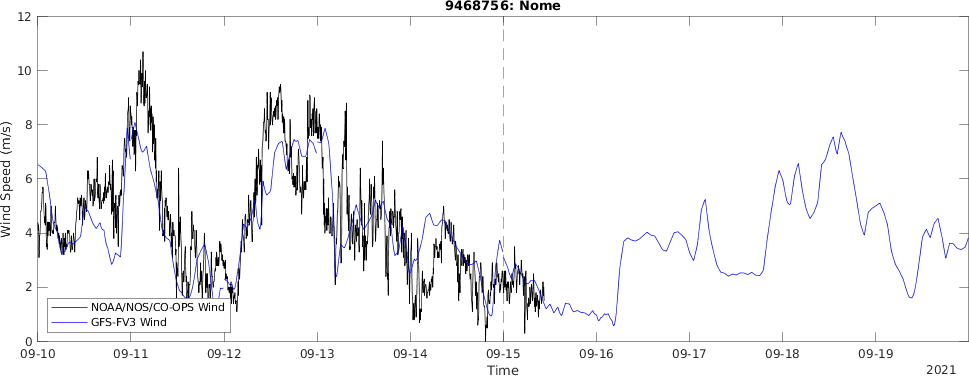 9468756: Nome
Wind Speed (m/s)
12
10
8
6
4
2
0
NOAA/NOS/CO-OPS Wind
GFS-FV3 Wind
09-10 09-11 09-12 09-13 09-14 09-15 09-16 09-17 09-18 09-19
Time
2021